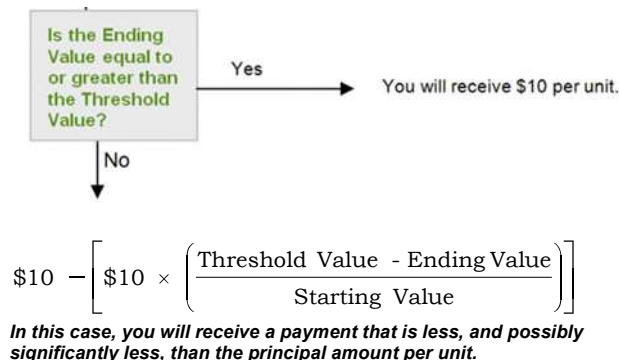 Is the Ending
Value equal to
or greater than
the Threshold
Value?
Yes
You will receive $10 per unit.
No
$10 − [ $10 × ( Threshold Value - Ending Value
Starting Value ) ]
In this case, you will receive a payment that is less, and possibly
significantly less, than the principal amount per unit.